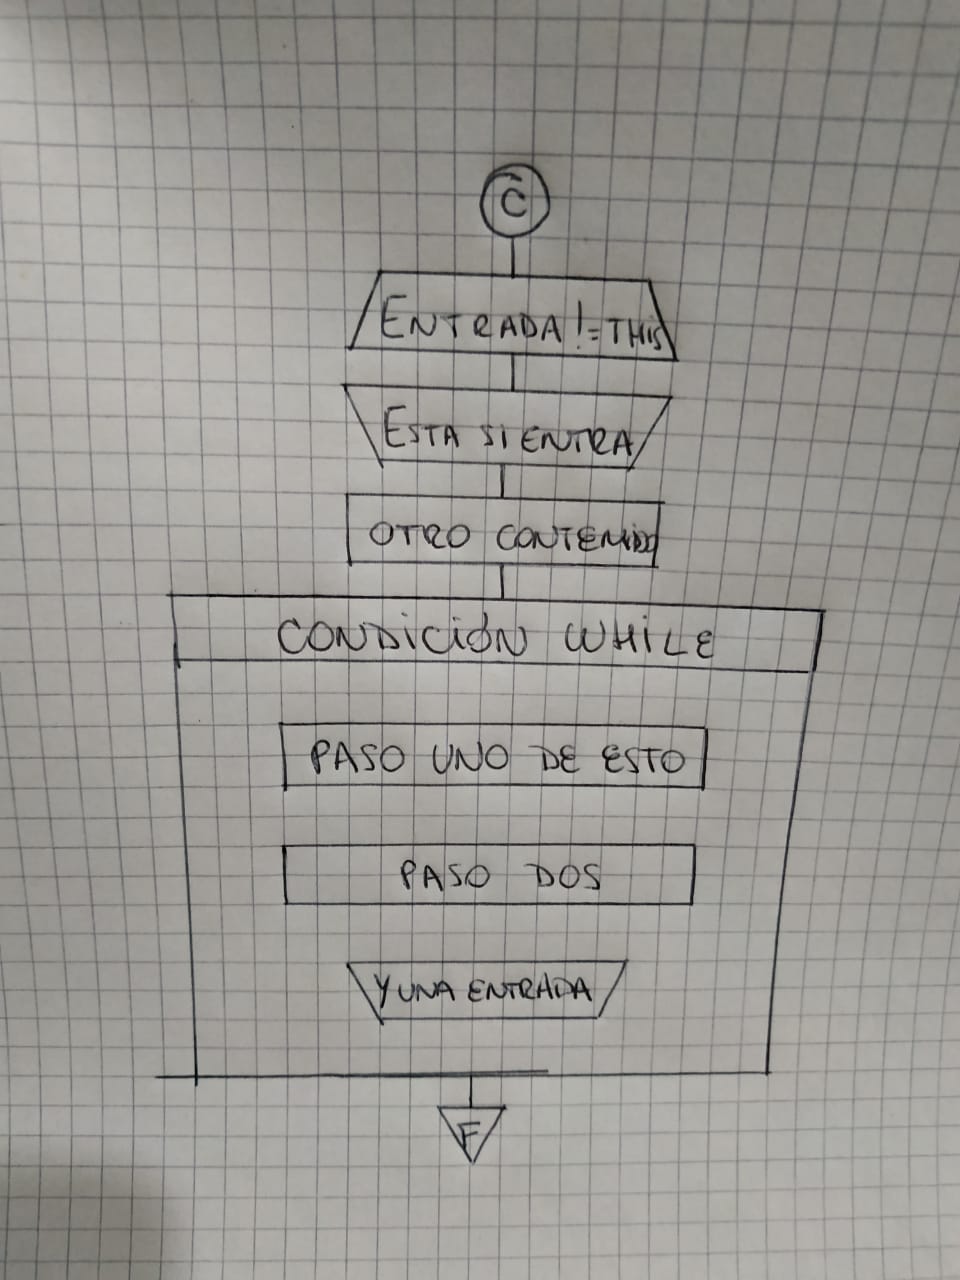 C
ENTRADA != THIS
ESTA SI ENTRA
OTRO CONTENIDO
CONDICIÓN WHILE
PASO UNO DE ESTO
PASO DOS
Y UNA ENTRADA
F